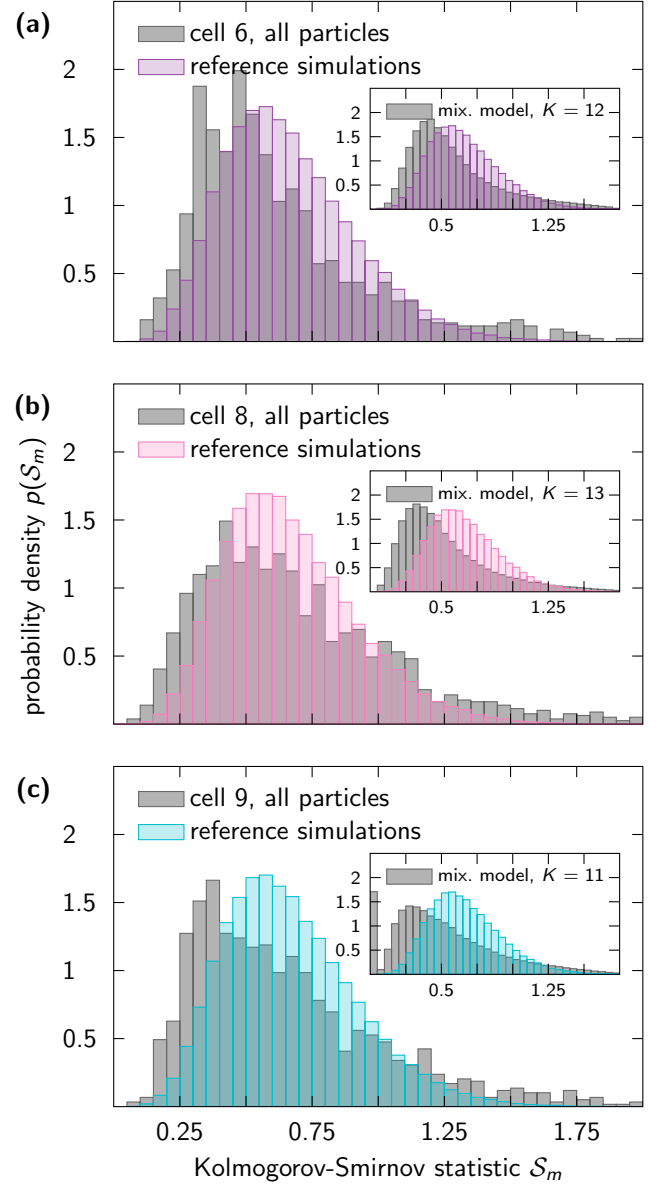 (a)
cell 6, all particles
reference simulations
2
1.5
1
0.5
mix. model, K = 12
2
1.5
1
0.5
0.5
1.25
(b)
cell 8, all particles
reference simulations
2
1.5
1
0.5
mix. model, K = 13
2
1.5
1
0.5
0.5
1.25
probability density p(𝒮ₘ)
(c)
cell 9, all particles
reference simulations
2
1.5
1
0.5
mix. model, K = 11
2
1.5
1
0.5
0.5
1.25
0.25 0.75 1.25 1.75
Kolmogorov-Smirnov statistic 𝒮ₘ